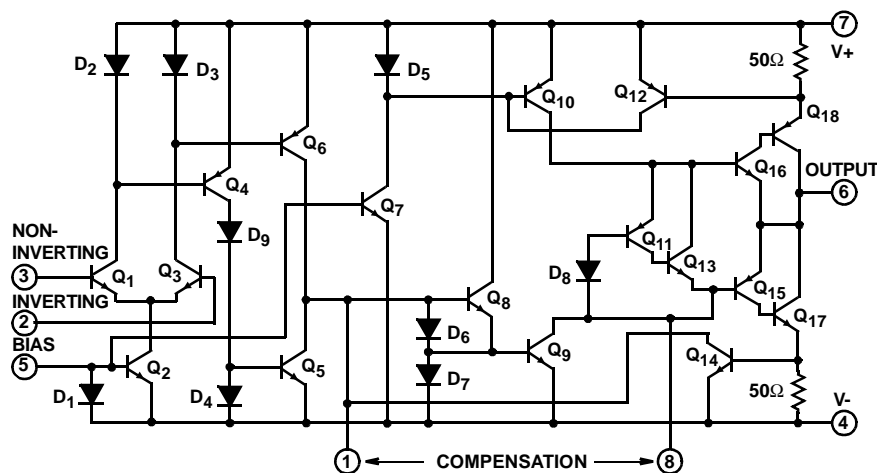 7
V+
50Ω
D2
D3
D5
Q10
Q12
Q18
Q6
Q16
OUTPUT
6
Q4
Q7
D9
NON-
INVERTING
3
Q1
Q3
Q11
Q13
D8
INVERTING
2
Q8
Q15
Q17
BIAS
5
D6
Q2
Q5
Q9
Q14
D1
D4
D7
50Ω
V-
4
1
COMPENSATION
8